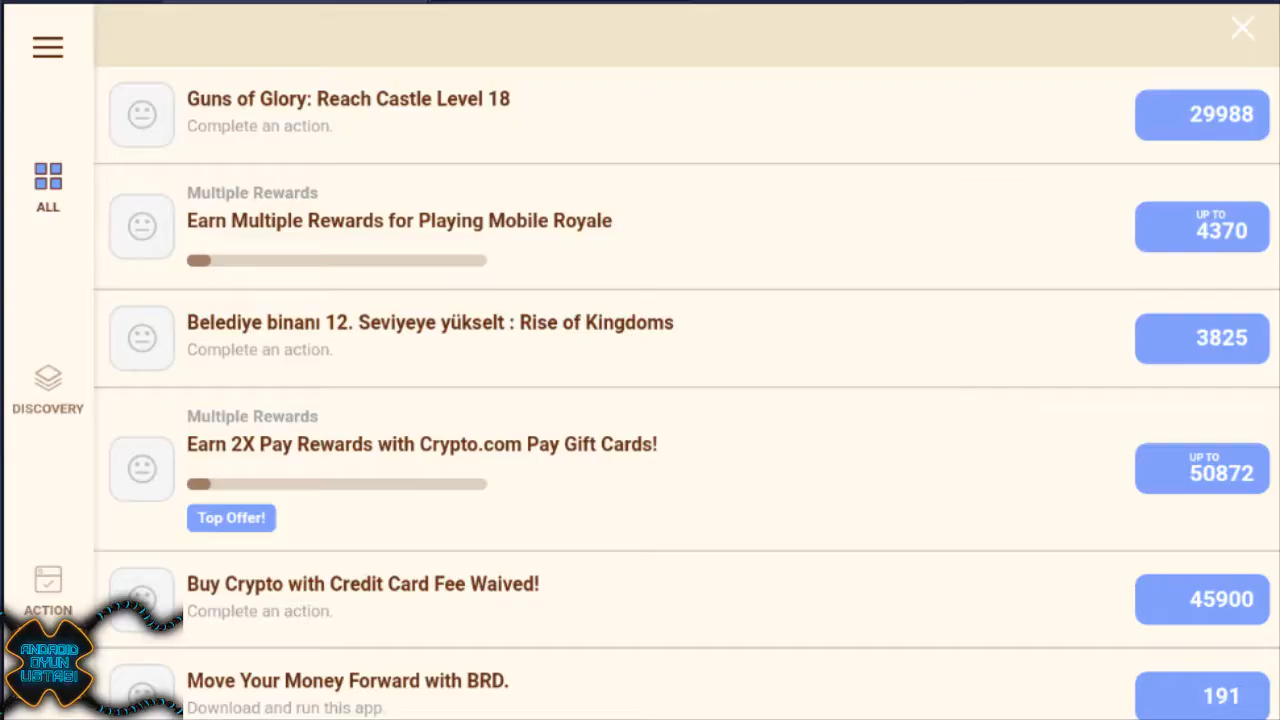 Guns of Glory: Reach Castle Level 18
Complete an action.
29988
ALL
Multiple Rewards
Earn Multiple Rewards for Playing Mobile Royale
UP TO
4370
Belediye binanı 12. Seviyeye yükselt : Rise of Kingdoms
Complete an action.
3825
DISCOVERY
Multiple Rewards
Earn 2X Pay Rewards with Crypto.com Pay Gift Cards!
Top Offer!
UP TO
50872
Buy Crypto with Credit Card Fee Waived!
Complete an action.
45900
ACTION
ANDROID
OYUN
USTASI
Move Your Money Forward with BRD.
Download and run this app.
191